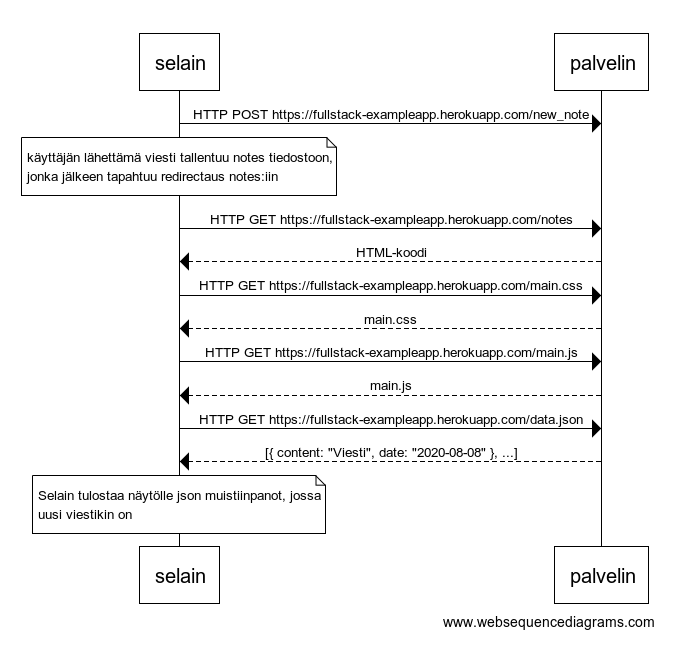 selain
palvelin
HTTP POST https://fullstack-exampleapp.herokuapp.com/new_note
käyttäjän lähettämä viesti tallentuu notes tiedostoon,
jonka jälkeen tapahtuu redirectaus notes:iin
HTTP GET https://fullstack-exampleapp.herokuapp.com/notes
HTML-koodi
HTTP GET https://fullstack-exampleapp.herokuapp.com/main.css
main.css
HTTP GET https://fullstack-exampleapp.herokuapp.com/main.js
main.js
HTTP GET https://fullstack-exampleapp.herokuapp.com/data.json
[{ content: "Viesti", date: "2020-08-08" }, ...]
Selain tulostaa näytölle json muistiinpanot, jossa
uusi viestikin on
selain
palvelin
www.websequencediagrams.com